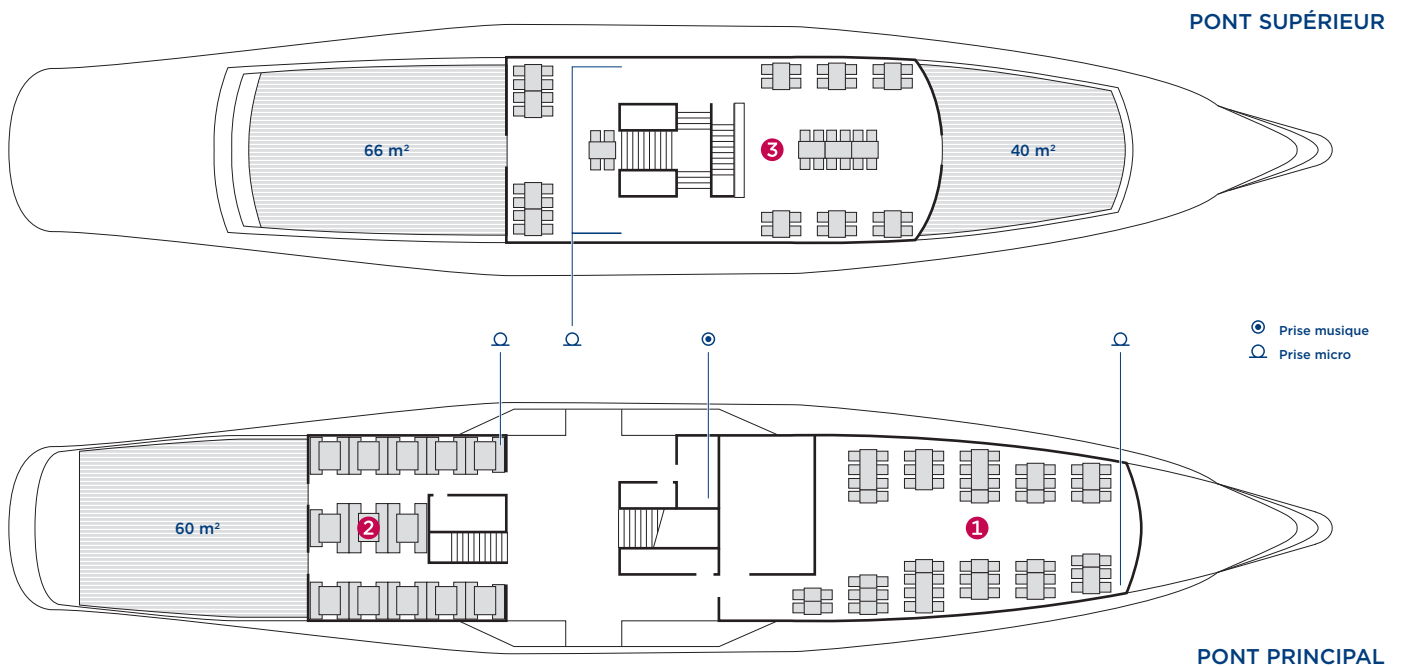 PONT SUPÉRIEUR
66 m²
3
40 m²
Prise musique
Prise micro
60 m²
2
1
PONT PRINCIPAL